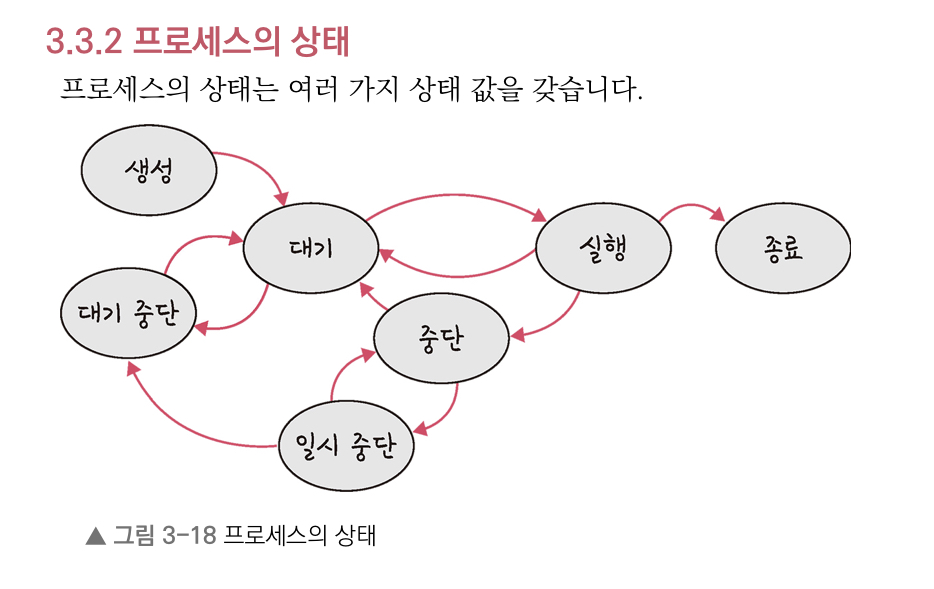 3.3.2 프로세스의 상태
프로세스의 상태는 여러 가지 상태 값을 갖습니다.
생성
대기
실행
종료
대기 중단
중단
일시 중단
▲ 그림 3-18 프로세스의 상태